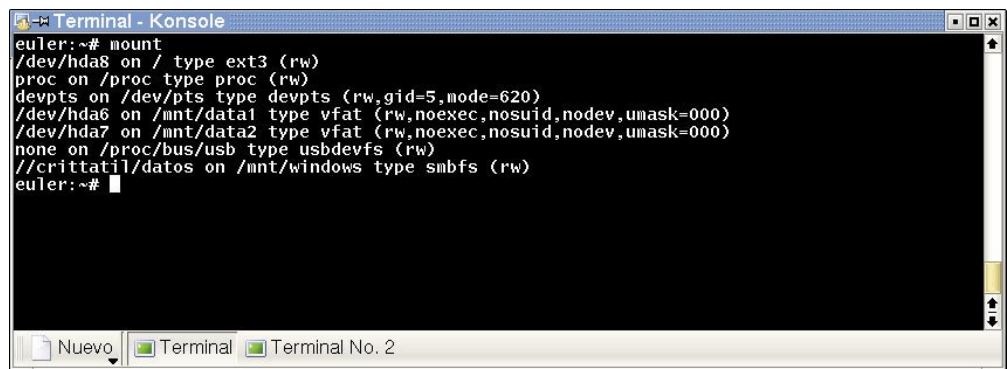 Terminal - Konsole
euler:~# mount
/dev/hda8 on / type ext3 (rw)
proc on /proc type proc (rw)
devpts on /dev/pts type devpts (rw,gid=5,mode=620)
/dev/hda6 on /mnt/data1 type vfat (rw,noexec,nosuid,nodev,umask=000)
/dev/hda7 on /mnt/data2 type vfat (rw,noexec,nosuid,nodev,umask=000)
none on /proc/bus/usb type usbdevfs (rw)
//crittatil/datos on /mnt/windows type smbfs (rw)
euler:~#
Nuevo Terminal Terminal No. 2